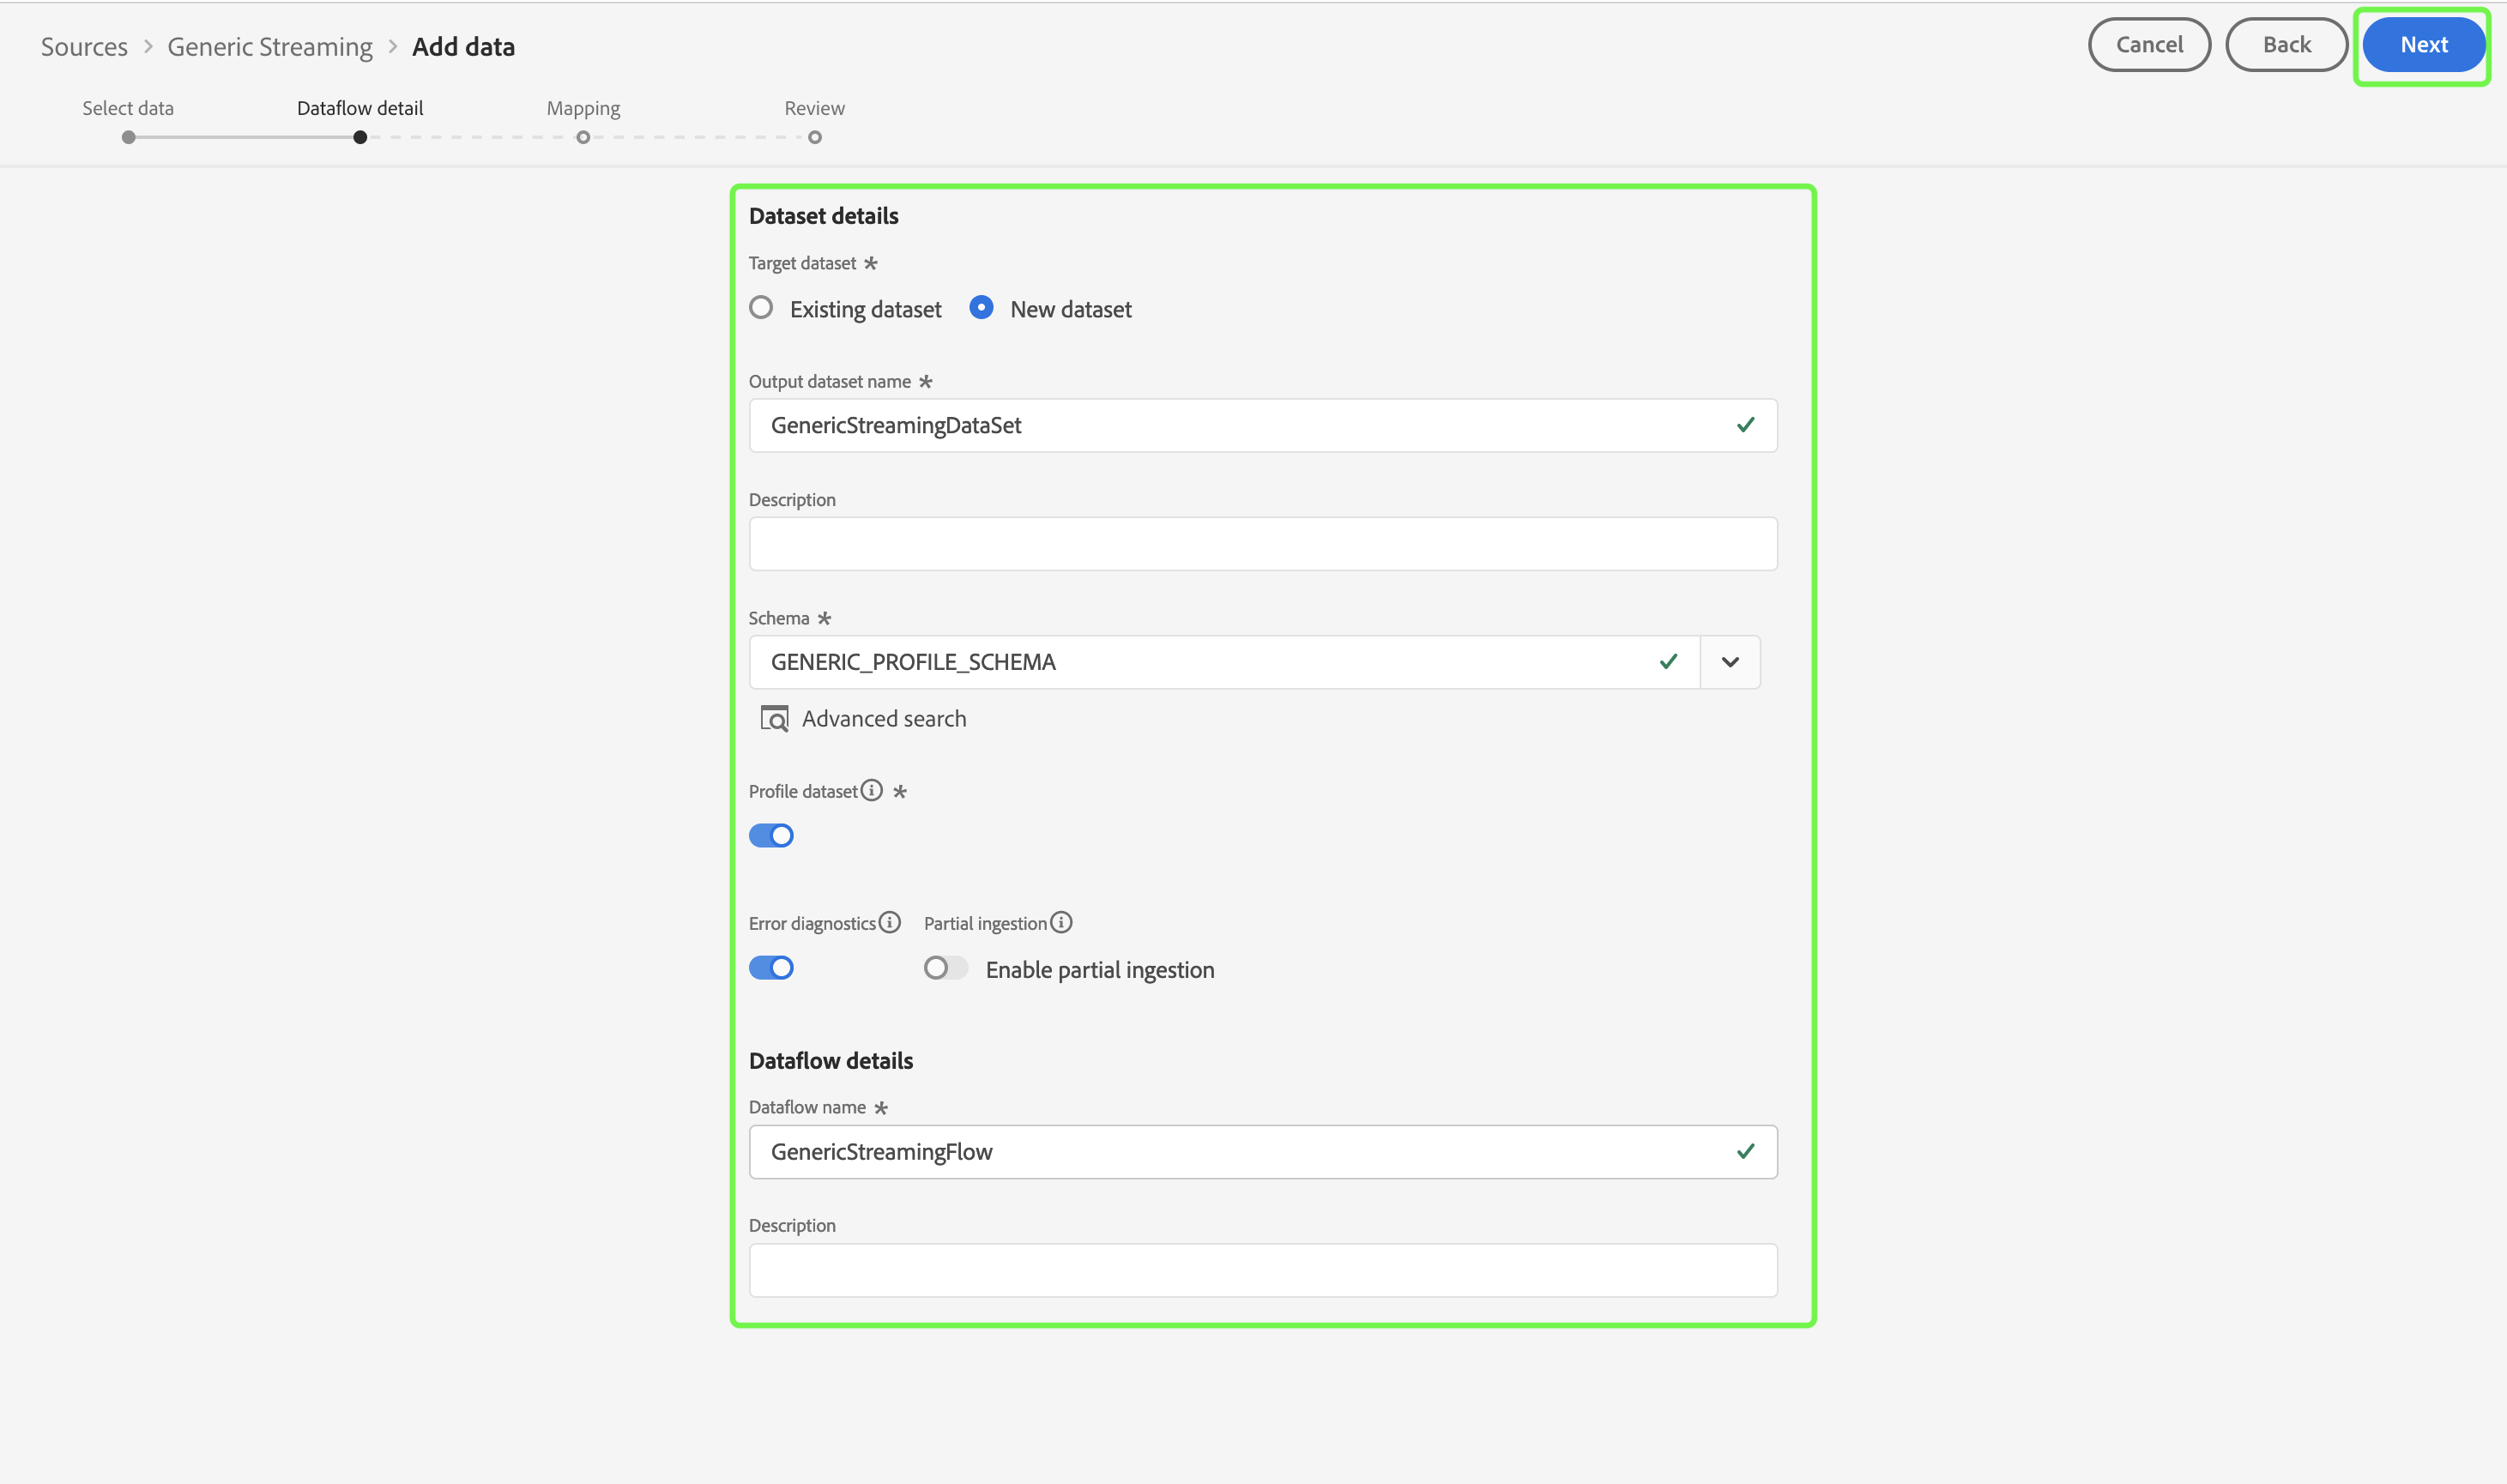 Sources > Generic Streaming > Add data
Cancel
Back
Next
Select data
Dataflow detail
Mapping
Review
Dataset details
Target dataset *
Existing dataset
New dataset
Output dataset name *
GenericStreamingDataSet
Description
Schema *
GENERIC_PROFILE_SCHEMA
Advanced search
Profile dataset *
Error diagnostics
Partial ingestion
Enable partial ingestion
Dataflow details
Dataflow name *
GenericStreamingFlow
Description